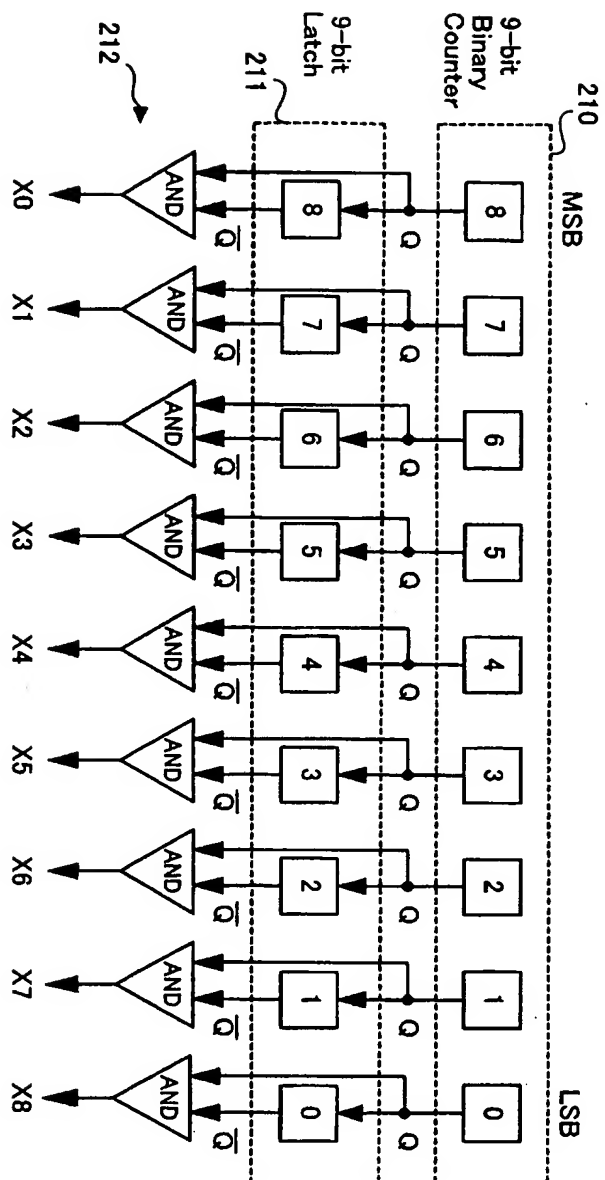 210
MSB
LSB
9-bit
Binary
Counter
8 7 6 5 4 3 2 1 0
Q Q Q Q Q Q Q Q Q
211
9-bit
Latch
8 7 6 5 4 3 2 1 0
Q̅ Q̅ Q̅ Q̅ Q̅ Q̅ Q̅ Q̅ Q̅
212
AND AND AND AND AND AND AND AND AND
X0 X1 X2 X3 X4 X5 X6 X7 X8